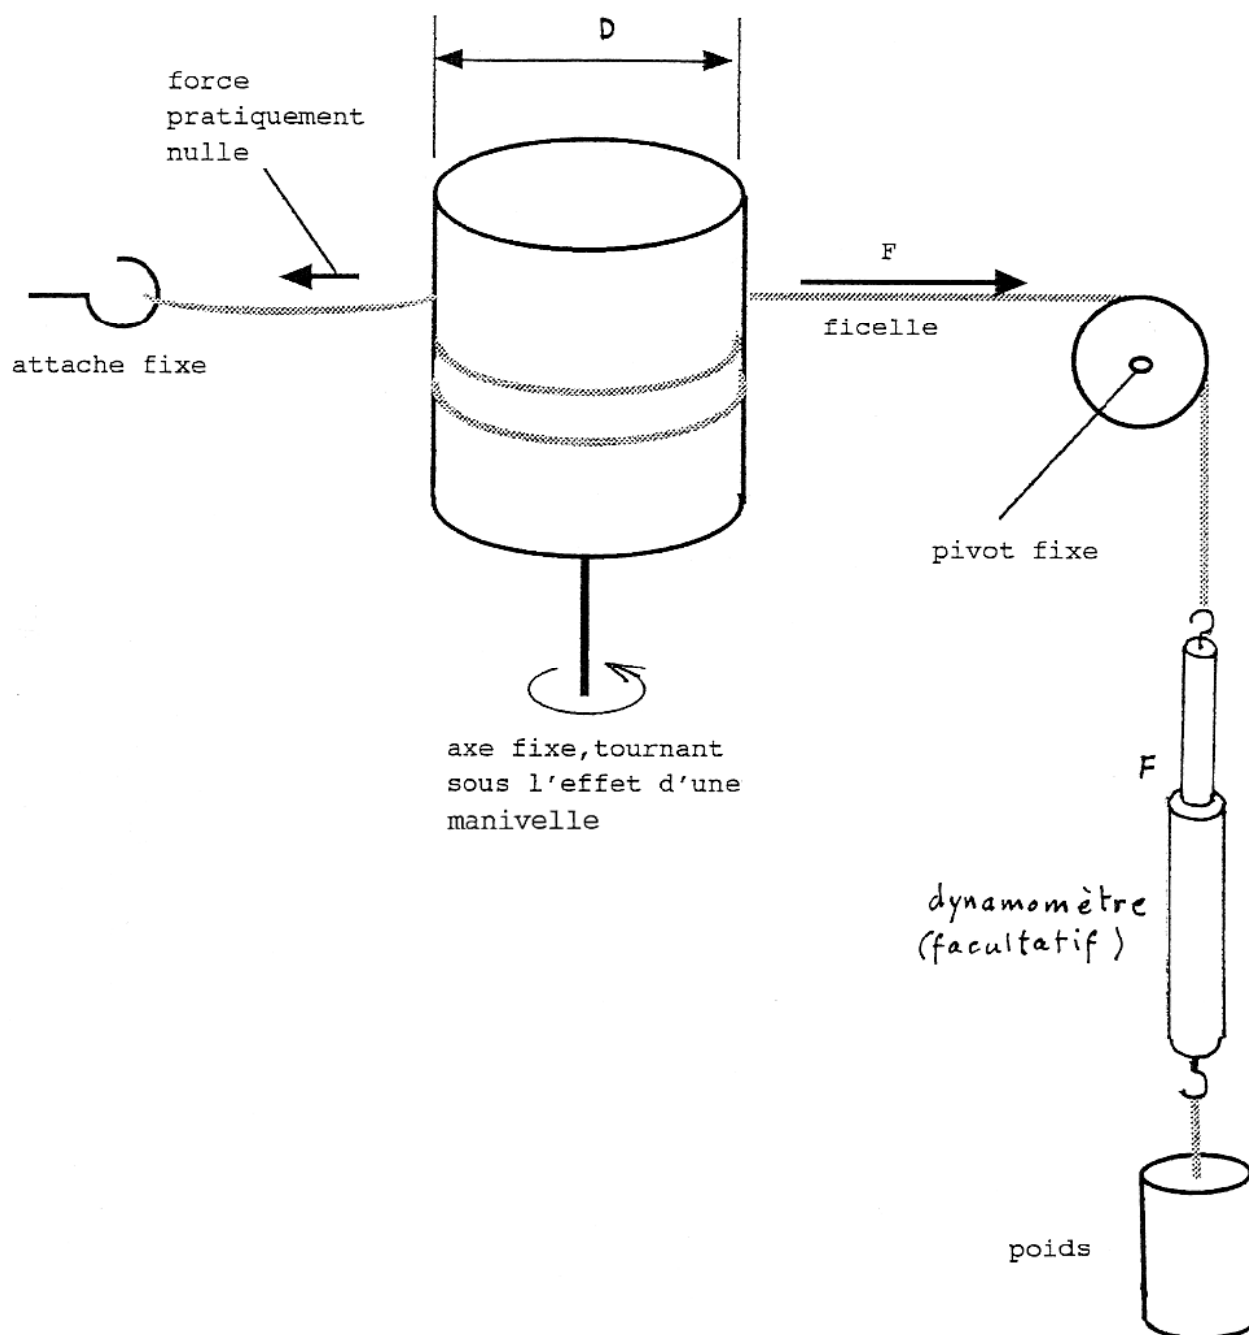 D
force
pratiquement
nulle
F
ficelle
attache fixe
pivot fixe
axe fixe,tournant
sous l'effet d'une
manivelle
F
dynamomètre
(facultatif)
poids